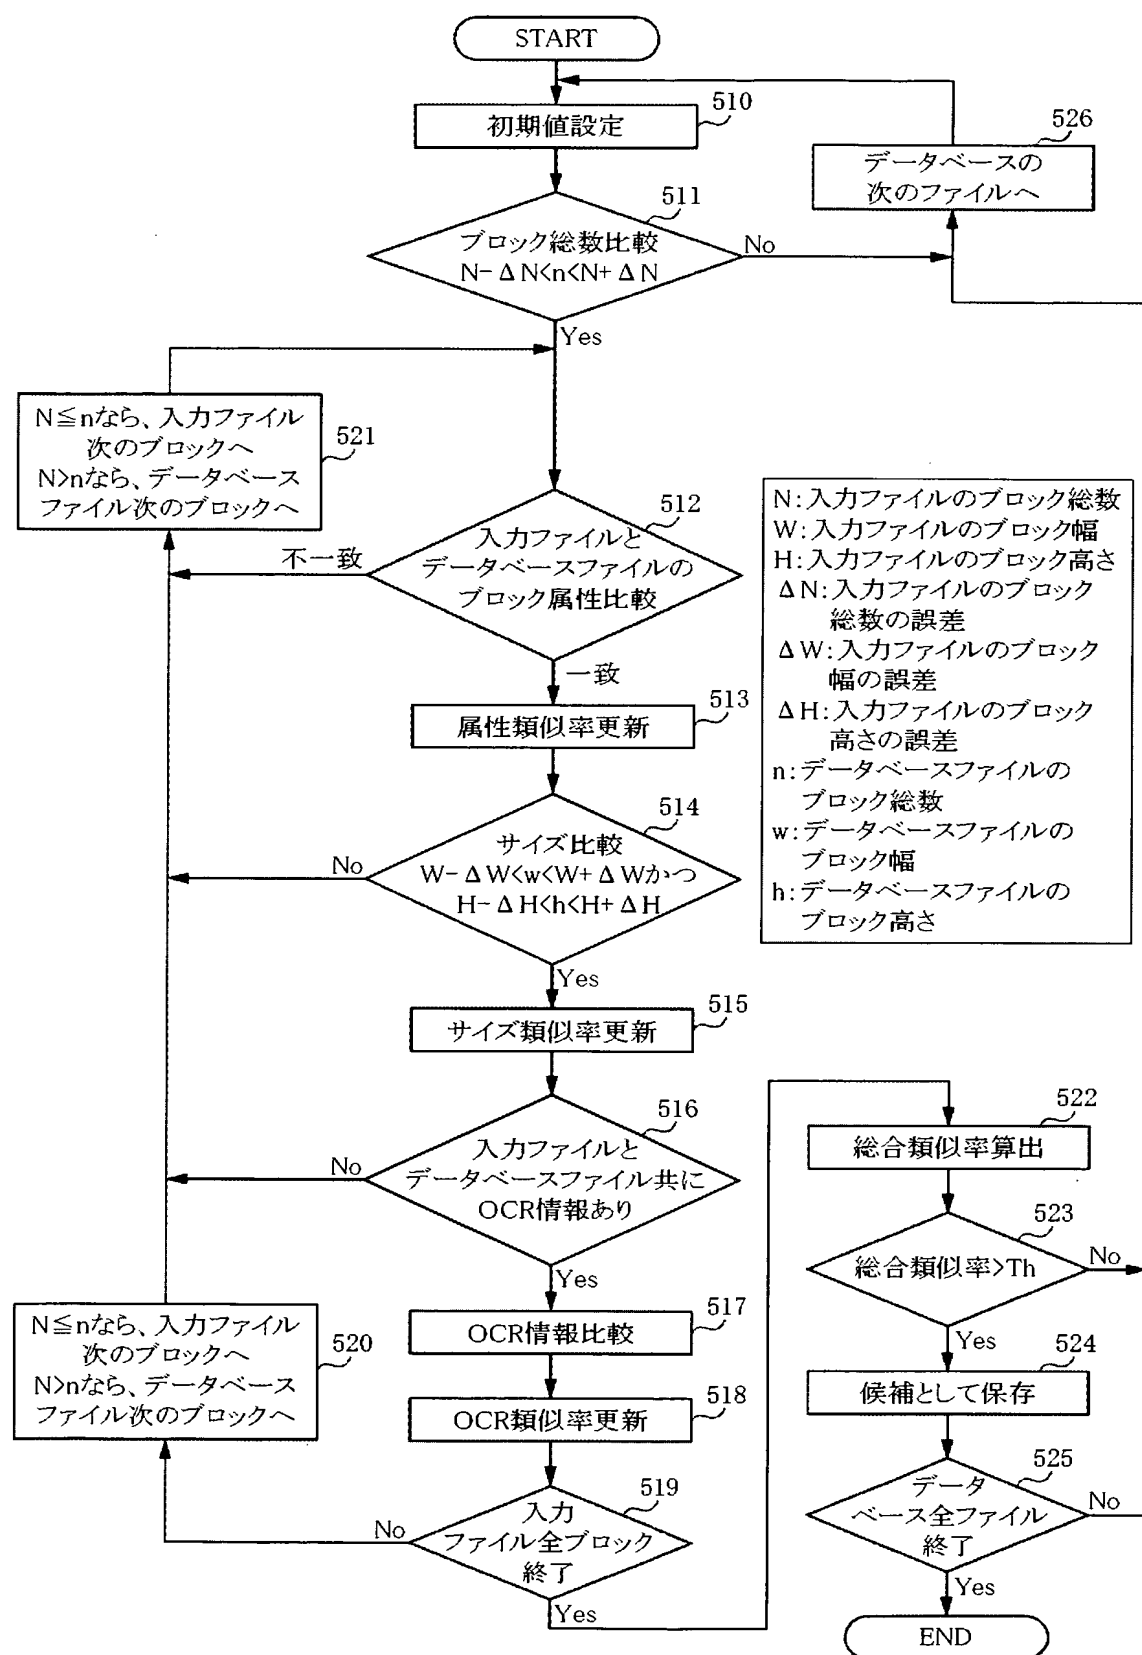 START
510
初期値設定
526
データベースの
次のファイルへ
511
ブロック総数比較
N-ΔN<n<N+ΔN
No
Yes
N≦nなら、入力ファイル
次のブロックへ
N>nなら、データベース
ファイル次のブロックへ
521
512
入力ファイルと
データベースファイルの
ブロック属性比較
不一致
一致
N:入力ファイルのブロック総数
W:入力ファイルのブロック幅
H:入力ファイルのブロック高さ
ΔN:入力ファイルのブロック
総数の誤差
ΔW:入力ファイルのブロック
幅の誤差
ΔH:入力ファイルのブロック
高さの誤差
n:データベースファイルの
ブロック総数
w:データベースファイルの
ブロック幅
h:データベースファイルの
ブロック高さ
513
属性類似率更新
514
サイズ比較
W-ΔW<w<W+ΔWかつ
H-ΔH<h<H+ΔH
No
Yes
515
サイズ類似率更新
516
入力ファイルと
データベースファイル共に
OCR情報あり
No
Yes
517
OCR情報比較
518
OCR類似率更新
N≦nなら、入力ファイル
次のブロックへ
N>nなら、データベース
ファイル次のブロックへ
520
519
入力
ファイル全ブロック
終了
No
Yes
522
総合類似率算出
523
総合類似率>Th
No
Yes
524
候補として保存
525
データ
ベース全ファイル
終了
No
Yes
END